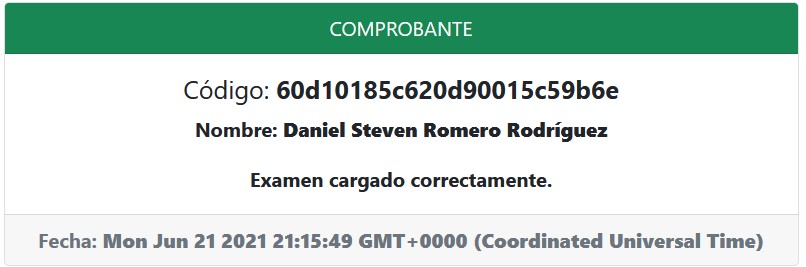 COMPROBANTE
Código: 60d10185c620d90015c59b6e
Nombre: Daniel Steven Romero Rodríguez
Examen cargado correctamente.
Fecha: Mon Jun 21 2021 21:15:49 GMT+0000 (Coordinated Universal Time)